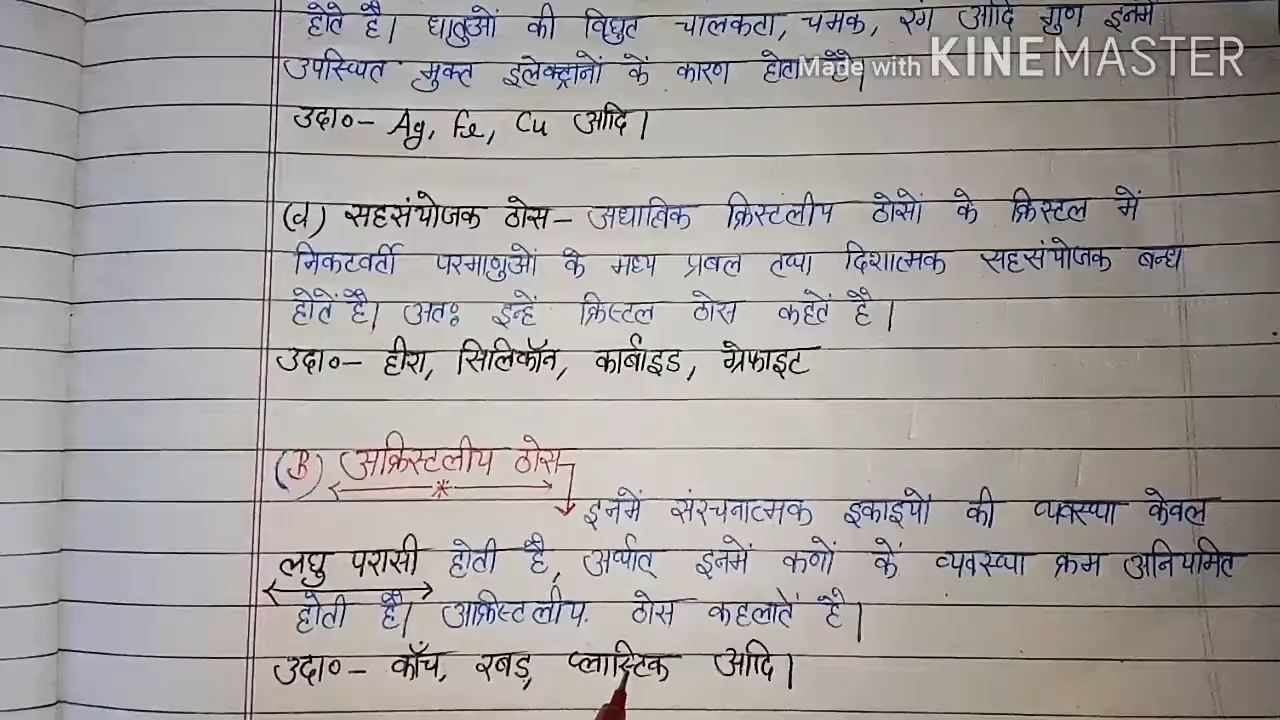 होते है। धातुओं की विधुत चालकता, चमक, रंग आदि गुण इनमें
उपस्थित मुक्त इलेक्ट्रानों कें कारण होता है।
Made with KINEMASTER
उदा०- Ag, Fe, Cu आदि।
(d) सहसंयोजक ठोस - अधात्विक क्रिस्टलीय ठोसों के क्रिस्टल में
निकटवर्ती परमाणुओं के मध्य प्रबल तथा दिशात्मक सहसंयोजक बन्ध
होतें है। अतः इन्हें क्रिस्टल ठोस कहतें है।
उदा०- हीरा, सिलिकॉन, कार्बाइड, ग्रेफाइट
(B) अक्रिस्टलीय ठोस
इनमें संरचनात्मक इकाइयों की व्यवस्था केवल
लघु परासी होती है, अर्थात् इनमें कणों कें व्यवस्था क्रम अनियमित
होती है। अक्रिस्टलीय ठोस कहलातें है।
उदा०- काँच, रबड़, प्लास्टिक आदि।